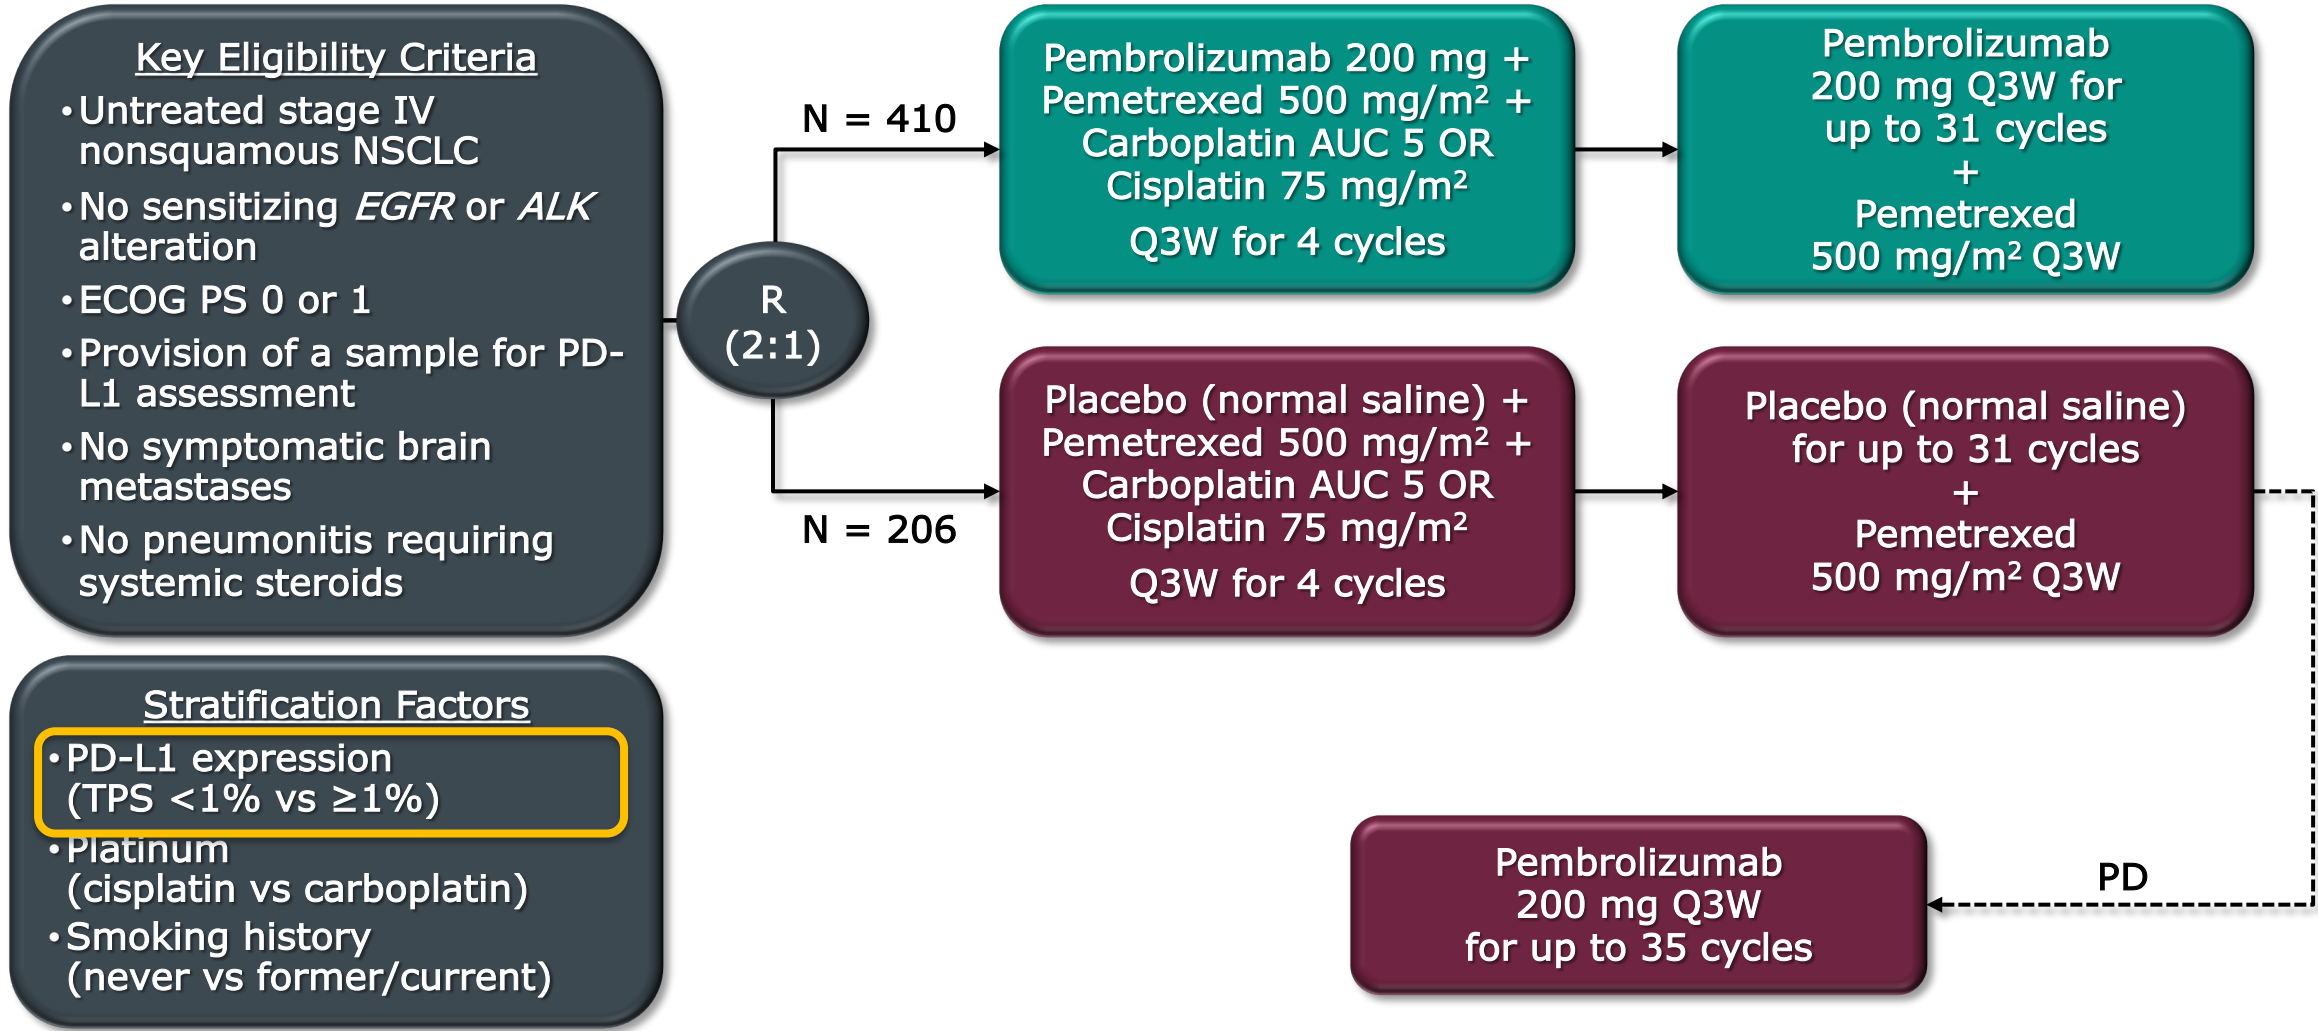 Key Eligibility Criteria
•Untreated stage IV
nonsquamous NSCLC
•No sensitizing EGFR or ALK
alteration
•ECOG PS 0 or 1
•Provision of a sample for PD-
L1 assessment
•No symptomatic brain
metastases
•No pneumonitis requiring
systemic steroids
Stratification Factors
•PD-L1 expression
(TPS <1% vs ≥1%)
•Platinum
(cisplatin vs carboplatin)
•Smoking history
(never vs former/current)
R
(2:1)
N = 410
Pembrolizumab 200 mg +
Pemetrexed 500 mg/m² +
Carboplatin AUC 5 OR
Cisplatin 75 mg/m²
Q3W for 4 cycles
Pembrolizumab
200 mg Q3W for
up to 31 cycles
+
Pemetrexed
500 mg/m² Q3W
N = 206
Placebo (normal saline) +
Pemetrexed 500 mg/m² +
Carboplatin AUC 5 OR
Cisplatin 75 mg/m²
Q3W for 4 cycles
Placebo (normal saline)
for up to 31 cycles
+
Pemetrexed
500 mg/m² Q3W
PD
Pembrolizumab
200 mg Q3W
for up to 35 cycles